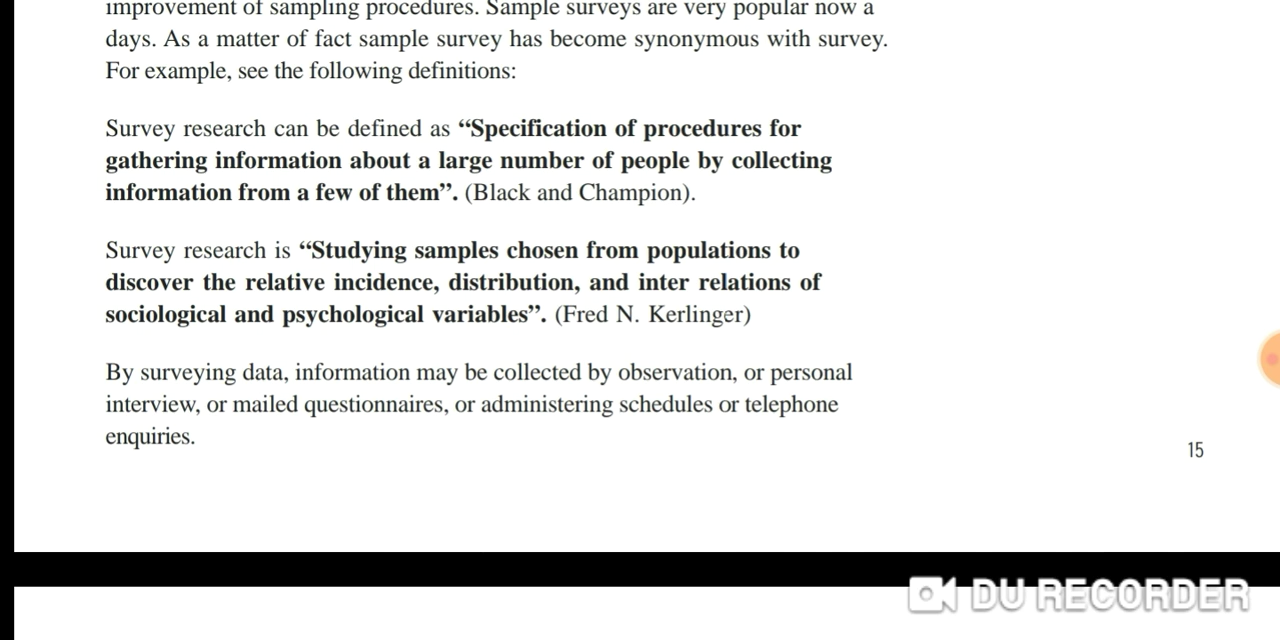 improvement of sampling procedures. Sample surveys are very popular now a
days. As a matter of fact sample survey has become synonymous with survey.
For example, see the following definitions:
Survey research can be defined as “Specification of procedures for
gathering information about a large number of people by collecting
information from a few of them”. (Black and Champion).
Survey research is “Studying samples chosen from populations to
discover the relative incidence, distribution, and inter relations of
sociological and psychological variables”. (Fred N. Kerlinger)
By surveying data, information may be collected by observation, or personal
interview, or mailed questionnaires, or administering schedules or telephone
enquiries.
15
DU RECORDER